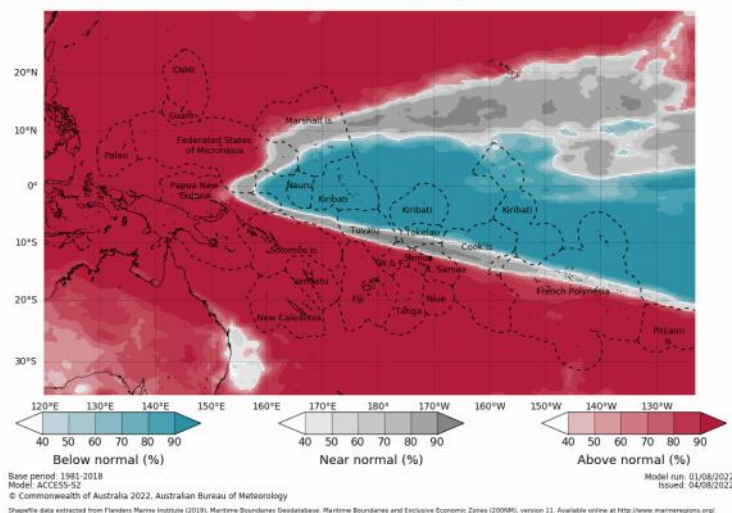 20°N
CNMI
Guam
Marshall Is.
10°N
Federated States
of Micronesia
Palau
0°
Papua New
Guinea
Nauru
Kiribati
Kiribati
Kiribati
Tuvalu
Tokelau
10°S
Solomon Is.
Cook Is.
Samoa
W & F
A. Samoa
Vanuatu
French Polynesia
20°S
Fiji
Niue
Tonga
New Caledonia
Pitcairn
Is.
30°S
120°E 130°E 140°E 150°E 160°E 170°E 180° 170°W 160°W 150°W 140°W 130°W
40 50 60 70 80 90
40 50 60 70 80 90
40 50 60 70 80 90
Below normal (%)
Near normal (%)
Above normal (%)
Base period: 1981-2018
Model run: 01/08/2022
Model: ACCESS-S2
Issued: 04/08/2022
© Commonwealth of Australia 2022, Australian Bureau of Meteorology
Shapefile data extracted from Flanders Marine Institute (2019). Maritime Boundaries Geodatabase: Maritime Boundaries and Exclusive Economic Zones (200NM), version 11. Available online at http://www.marineregions.org/